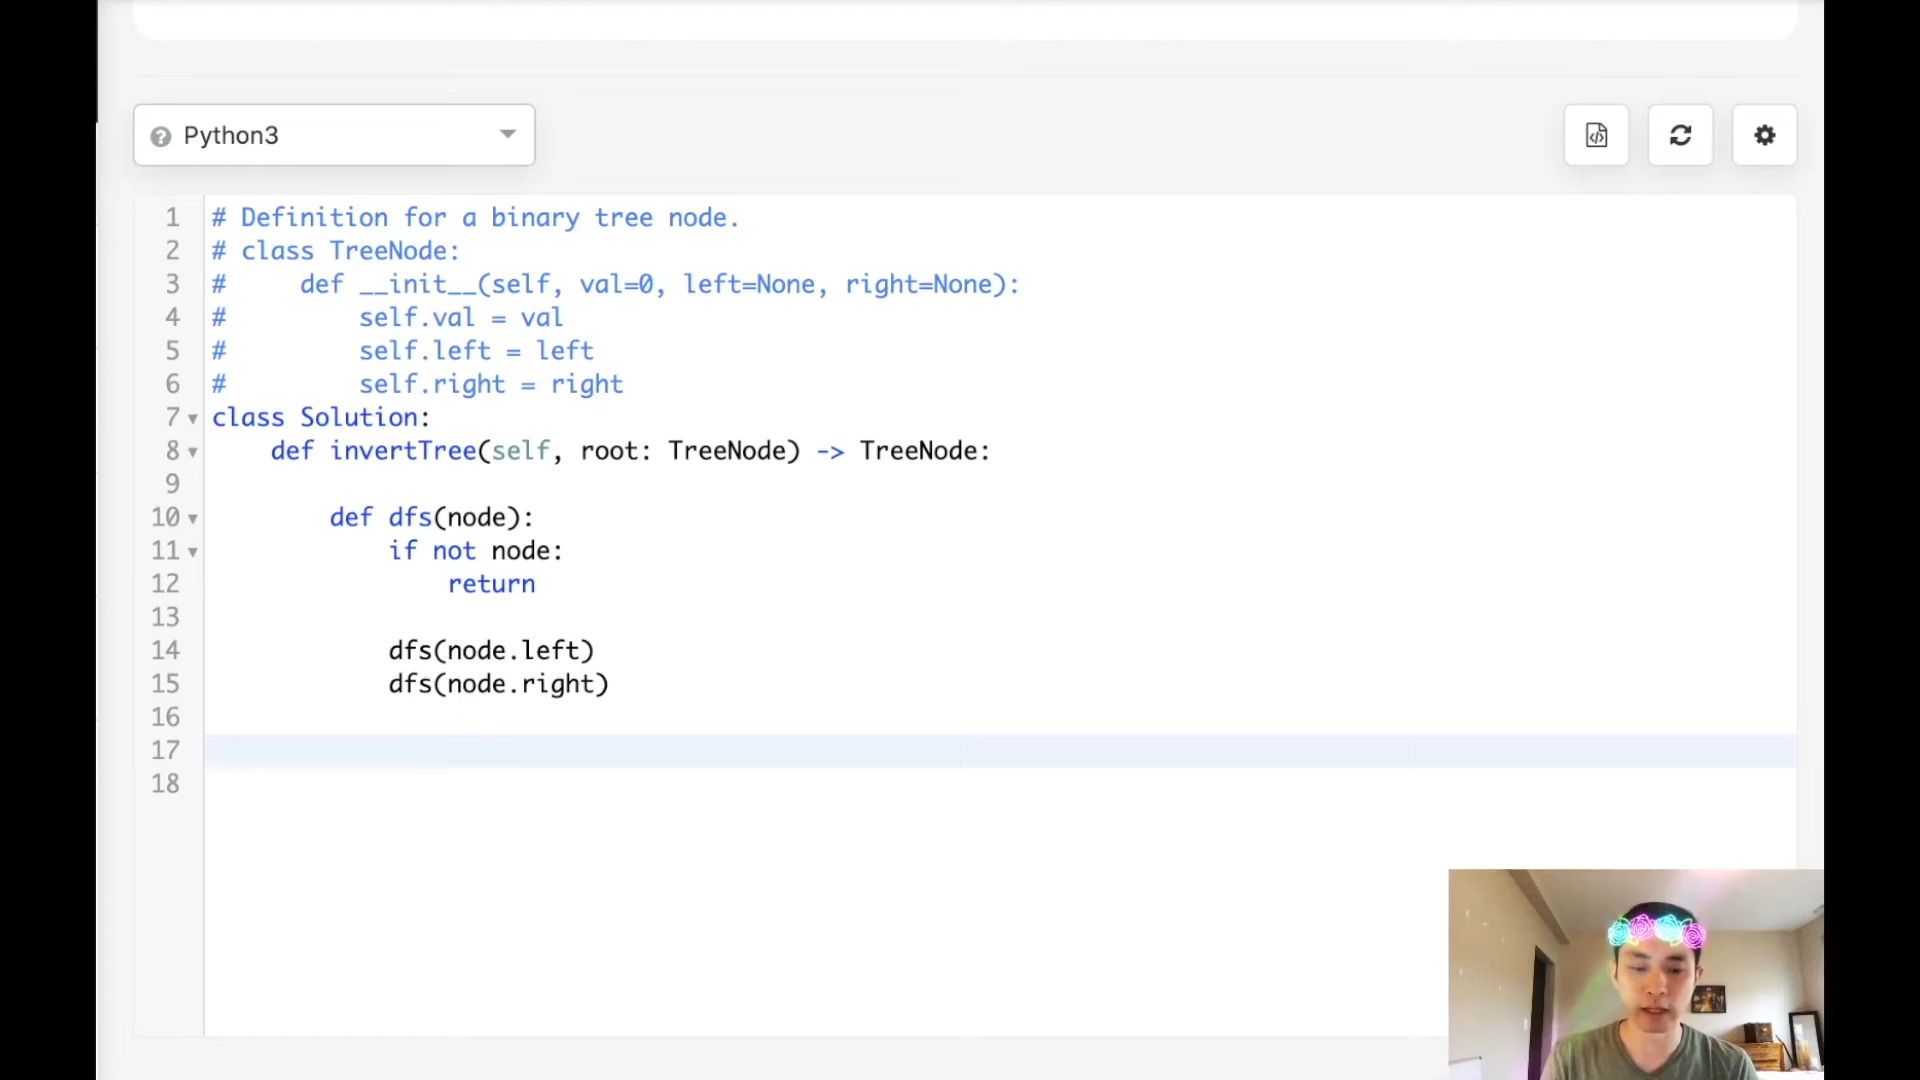 Python3
1 # Definition for a binary tree node.
2 # class TreeNode:
3 #     def __init__(self, val=0, left=None, right=None):
4 #         self.val = val
5 #         self.left = left
6 #         self.right = right
7 class Solution:
8     def invertTree(self, root: TreeNode) -> TreeNode:
9
10         def dfs(node):
11             if not node:
12                 return
13
14             dfs(node.left)
15             dfs(node.right)
16
17
18